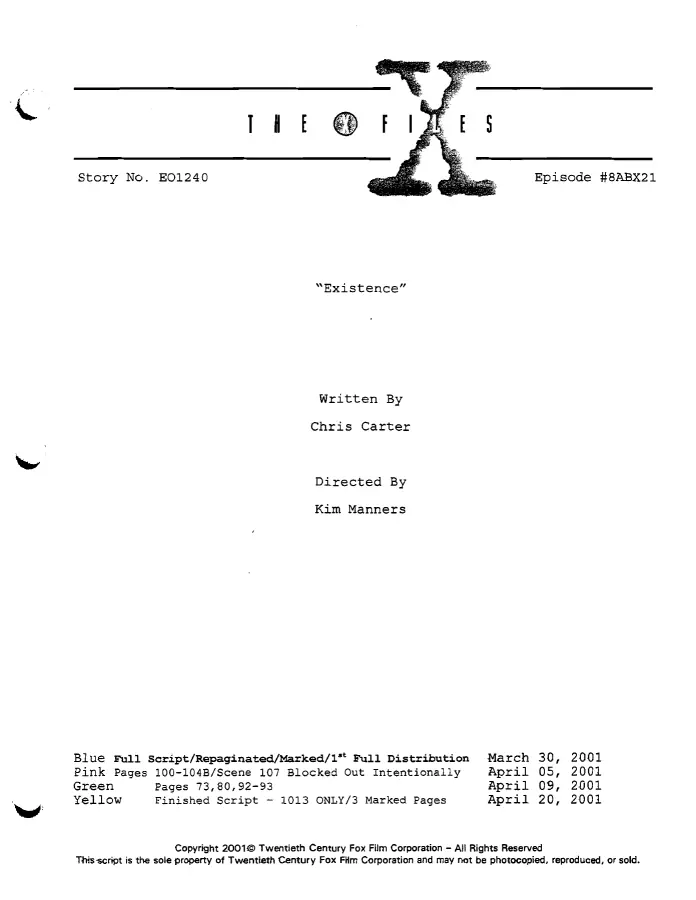 THE FILES
X
Story No. EO1240 Episode #8ABX21
"Existence"
Written By
Chris Carter
Directed By
Kim Manners
Blue Full Script/Repaginated/Marked/1st Full Distribution March 30, 2001
Pink Pages 100-104B/Scene 107 Blocked Out Intentionally April 05, 2001
Green Pages 73,80,92-93 April 09, 2001
Yellow Finished Script - 1013 ONLY/3 Marked Pages April 20, 2001
Copyright 2001© Twentieth Century Fox Film Corporation – All Rights Reserved
This script is the sole property of Twentieth Century Fox Film Corporation and may not be photocopied, reproduced, or sold.